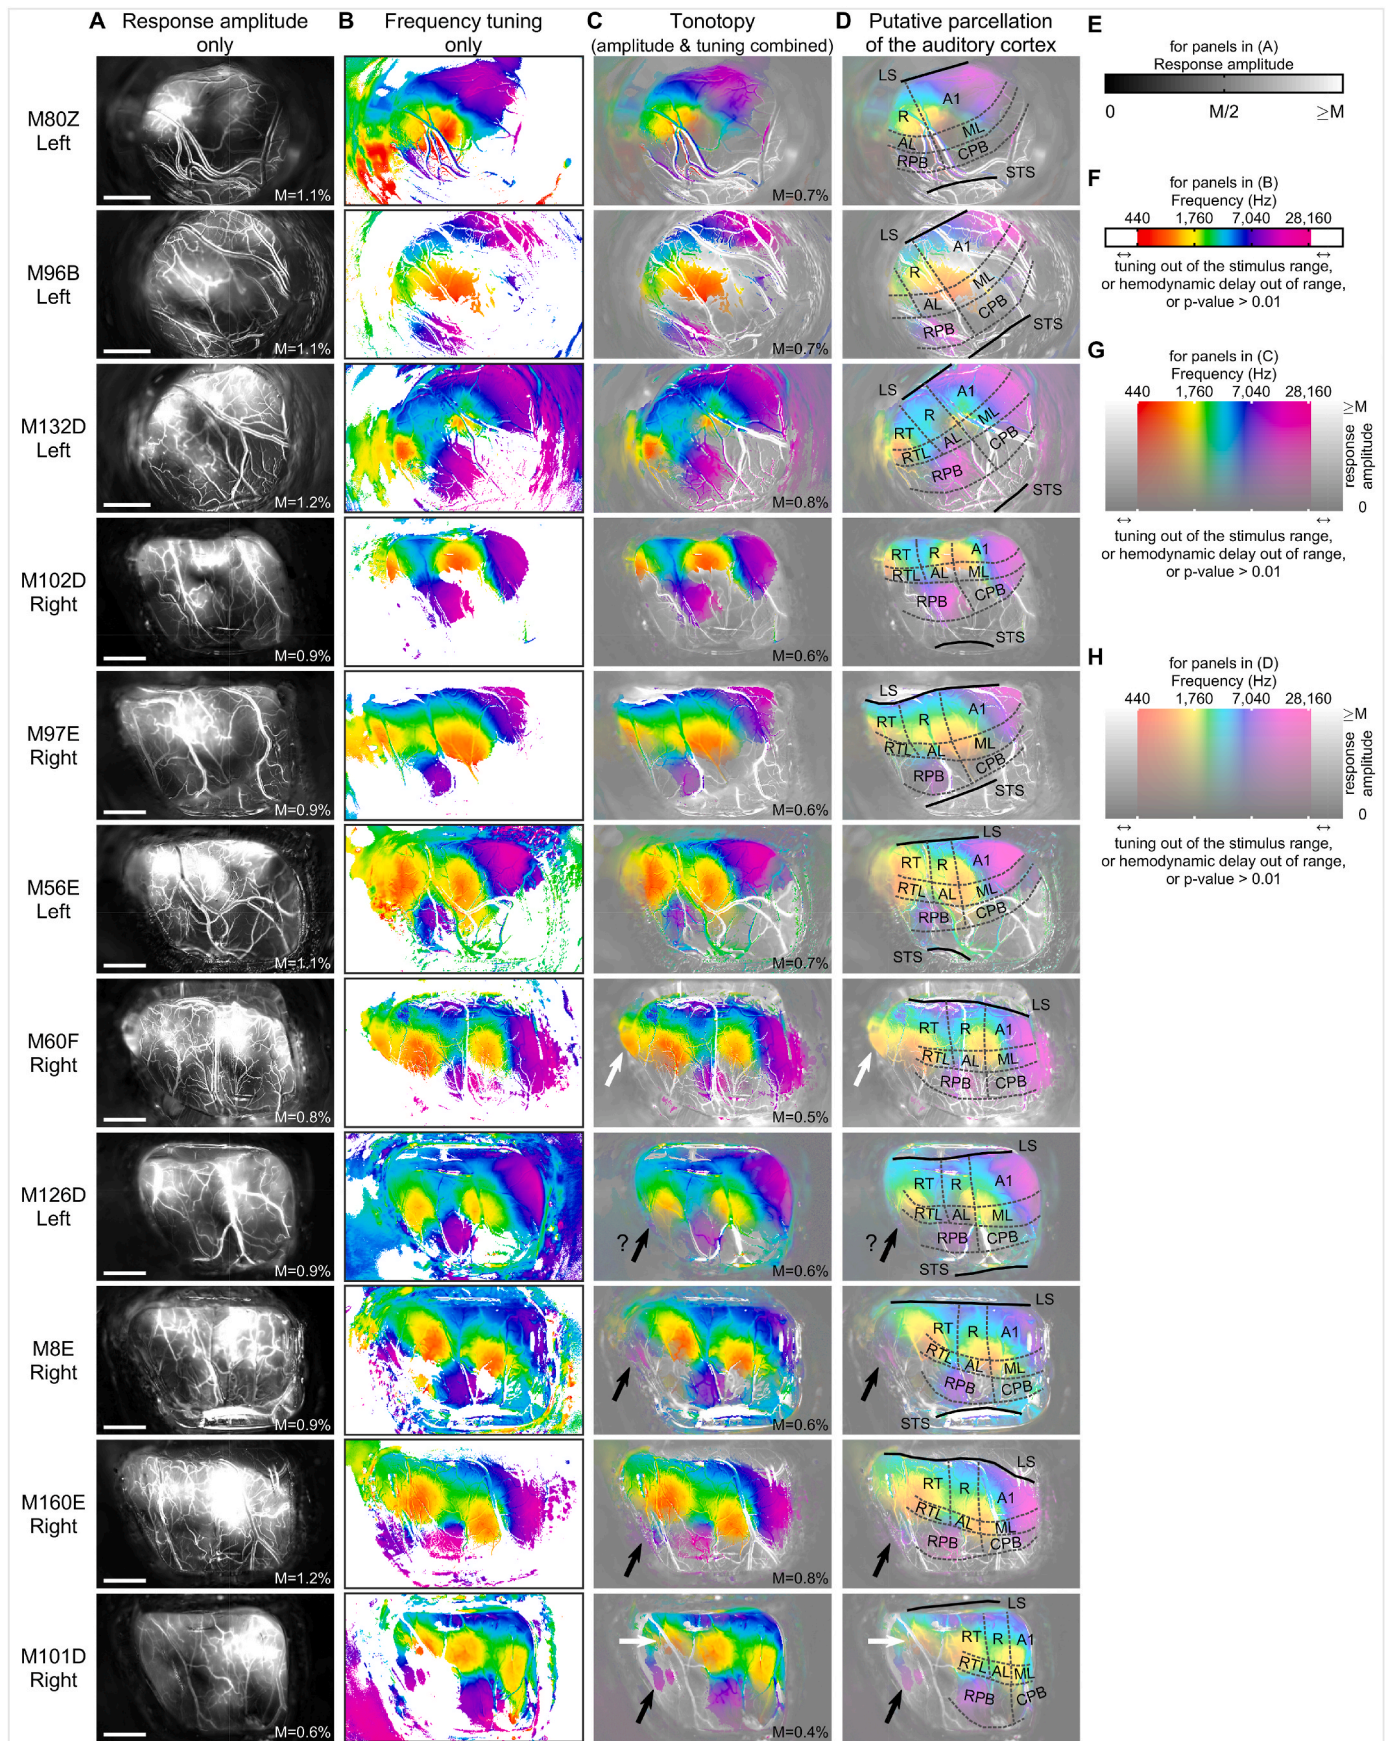 A Response amplitude only
B Frequency tuning only
C Tonotopy (amplitude & tuning combined)
D Putative parcellation of the auditory cortex
E
for panels in (A)
Response amplitude
0 M/2 ≥M
F
for panels in (B)
Frequency (Hz)
440 1,760 7,040 28,160
↔ ↔
tuning out of the stimulus range,
or hemodynamic delay out of range,
or p-value > 0.01
G
for panels in (C)
Frequency (Hz)
440 1,760 7,040 28,160
≥M
response amplitude
0
↔ ↔
tuning out of the stimulus range,
or hemodynamic delay out of range,
or p-value > 0.01
H
for panels in (D)
Frequency (Hz)
440 1,760 7,040 28,160
≥M
response amplitude
0
↔ ↔
tuning out of the stimulus range,
or hemodynamic delay out of range,
or p-value > 0.01
M80Z
Left
M=1.1%
M=0.7%
LS
A1
R
ML
AL
CPB
RPB
STS
M96B
Left
M=1.1%
M=0.7%
LS
A1
R
ML
AL
CPB
RPB
STS
M132D
Left
M=1.2%
M=0.8%
LS
A1
R
ML
RT
AL
CPB
RTL
RPB
STS
M102D
Right
M=0.9%
M=0.6%
RT R A1
RTL AL ML
RPB CPB
STS
M97E
Right
M=0.9%
M=0.6%
LS
A1
RT R
ML
RTL AL
CPB
RPB
STS
M56E
Left
M=1.1%
M=0.7%
LS
RT R A1
RTL AL ML
RPB CPB
STS
M60F
Right
M=0.8%
M=0.5%
LS
RT R A1
RTL AL ML
RPB CPB
M126D
Left
?
M=0.9%
M=0.6%
LS
RT R A1
RTL AL ML
? RPB CPB
STS
M8E
Right
M=0.9%
M=0.6%
LS
RT R A1
RTL AL ML
RPB CPB
STS
M160E
Right
M=1.2%
M=0.8%
LS
RT R
A1
RTL AL ML
RPB CPB
M101D
Right
M=0.6%
M=0.4%
LS
RT R A1
RTL AL ML
RPB CPB